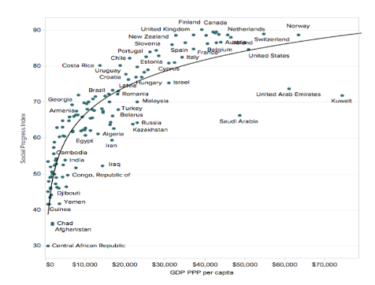 Finland Canada
United Kingdom Netherlands
Norway
New Zealand
Switzerland
Slovenia
Austria
Portugal
Belgium
United States
Chile
Italy
Estonia
Costa Rica
Cyprus
Uruguay
Croatia
Hungary
Israel
Latvia
United Arab Emirates
Brazil
Romania
Kuwait
Georgia
Malaysia
Armenia
Turkey
Belarus
Saudi Arabia
Russia
Kazakhstan
Algeria
Egypt
Iran
Cambodia
India
Iraq
Congo, Republic of
Djibouti
Yemen
Guinea
Chad
Afghanistan
Central African Republic
Social Progress Index
90
80
70
60
50
40
30
$0
$10,000
$20,000
$30,000
$40,000
$50,000
$60,000
$70,000
GDP PPP per capita